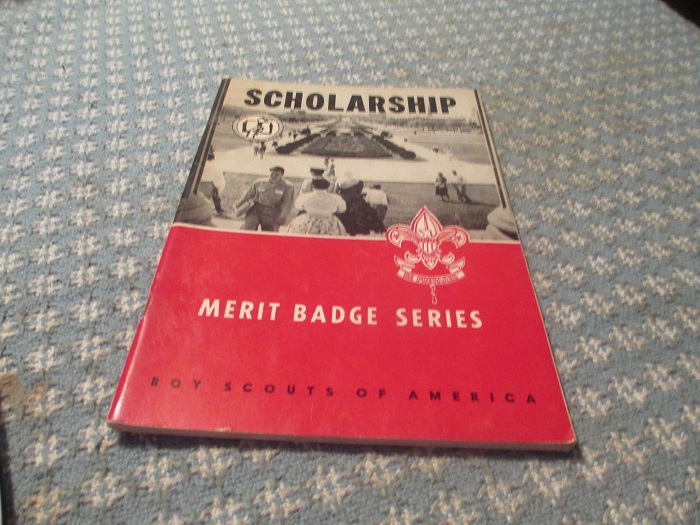 SCHOLARSHIP
MERIT BADGE SERIES
BOY SCOUTS OF AMERICA